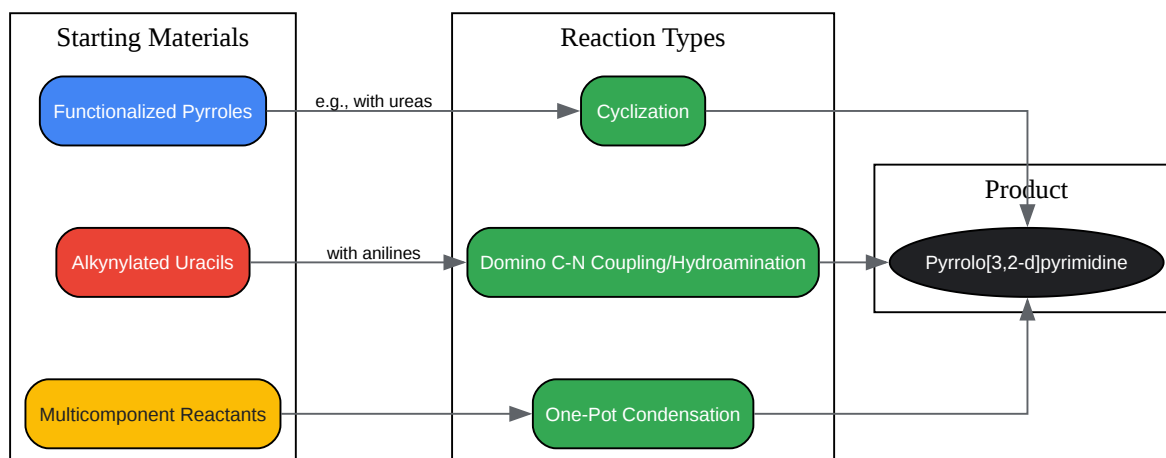 Starting Materials
Reaction Types
Functionalized Pyrroles
e.g., with ureas
Cyclization
Product
Alkynylated Uracils
with anilines
Domino C-N Coupling/Hydroamination
Pyrrolo[3,2-d]pyrimidine
Multicomponent Reactants
One-Pot Condensation